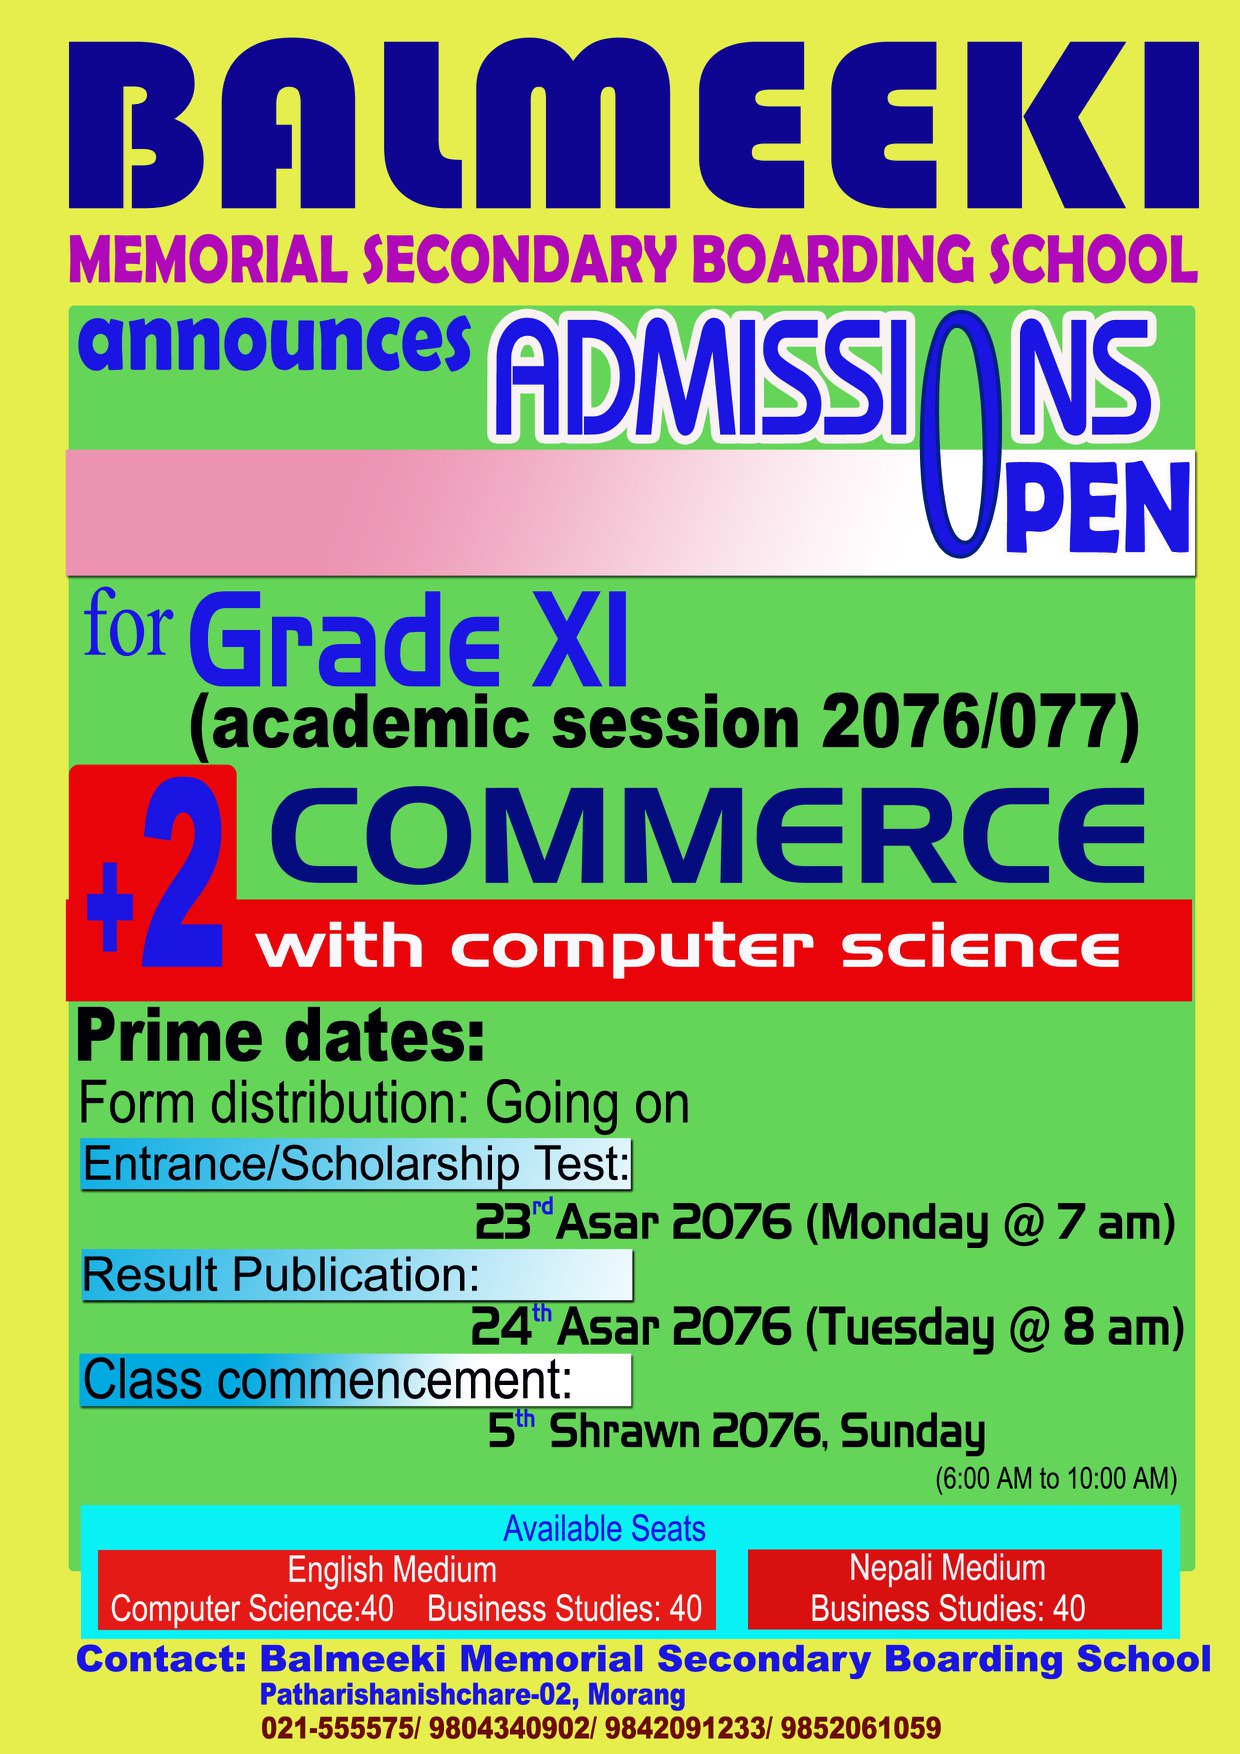 BALMEEKI
MEMORIAL SECONDARY BOARDING SCHOOL
announces ADMISSIONS
OPEN
for Grade XI
(academic session 2076/077)
+2 COMMERCE
with computer science
Prime dates:
Form distribution: Going on
Entrance/Scholarship Test:
23rd Asar 2076 (Monday @ 7 am)
Result Publication:
24th Asar 2076 (Tuesday @ 8 am)
Class commencement:
5th Shrawn 2076, Sunday
(6:00 AM to 10:00 AM)
Available Seats
English Medium
Computer Science:40 Business Studies: 40
Nepali Medium
Business Studies: 40
Contact: Balmeeki Memorial Secondary Boarding School
Patharishanishchare-02, Morang
021-555575/ 9804340902/ 9842091233/ 9852061059